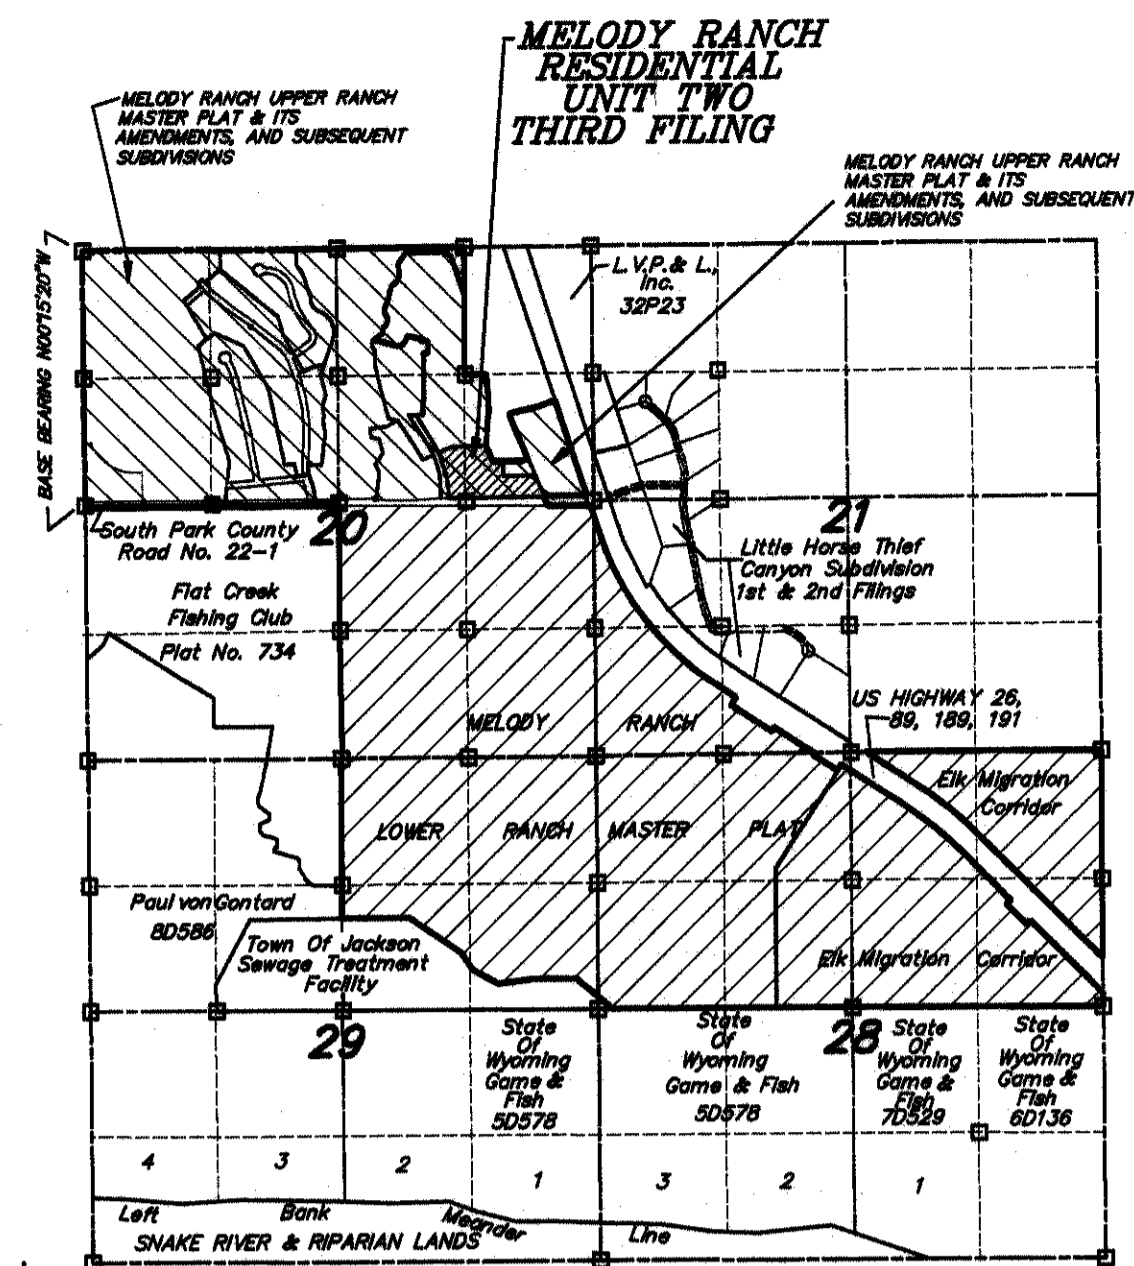 MELODY RANCH
RESIDENTIAL
UNIT TWO
THIRD FILING
MELODY RANCH UPPER RANCH
MASTER PLAT & ITS
AMENDMENTS, AND SUBSEQUENT
SUBDIVISIONS
MELODY RANCH UPPER RANCH
MASTER PLAT & ITS
AMENDMENTS, AND SUBSEQUENT
SUBDIVISIONS
BASE BEARING N00°15'20"W
L.V.P.& L.,
Inc.
32P23
20
21
South Park County
Road No. 22-1
Flat Creek
Fishing Club
Plat No. 734
Little Horse Thief
Canyon Subdivision
1st & 2nd Filings
US HIGHWAY 26,
89, 189, 191
MELODY RANCH
LOWER RANCH MASTER PLAT
Elk Migration
Corridor
Paul von Gontard
8D586
Town Of Jackson
Sewage Treatment
Facility
Elk Migration Corridor
29
28
State
Of
Wyoming
Game &
Fish
5D578
State
Of
Wyoming
Game & Fish
5D578
State
Of
Wyoming
Game &
Fish
7D529
State
Of
Wyoming
Game &
Fish
6D136
4 3 2 1 3 2 1
Left Bank Meander Line
SNAKE RIVER & RIPARIAN LANDS